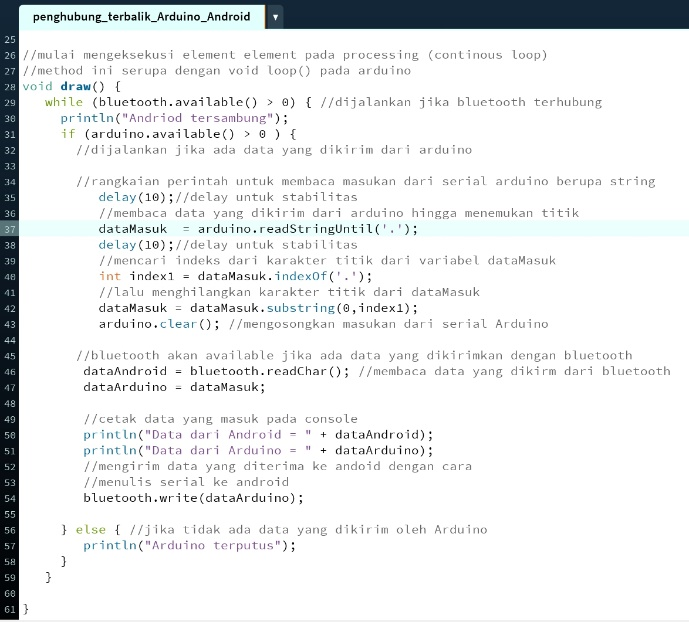 penghubung_terbalik_Arduino_Android ▼
25
26 //mulai mengeksekusi element element pada processing (continous loop)
27 //method ini serupa dengan void loop() pada arduino
28 void draw() {
29 while (bluetooth.available() > 0) { //dijalankan jika bluetooth terhubung
30 println("Andriod tersambung");
31 if (arduino.available() > 0 ) {
32 //dijalankan jika ada data yang dikirim dari arduino
33
34 //rangkaian perintah untuk membaca masukan dari serial arduino berupa string
35 delay(10);//delay untuk stabilitas
36 //membaca data yang dikirim dari arduino hingga menemukan titik
37 dataMasuk = arduino.readStringUntil('.');
38 delay(10);//delay untuk stabilitas
39 //mencari indeks dari karakter titik dari variabel dataMasuk
40 int index1 = dataMasuk.indexOf('.');
41 //lalu menghilangkan karakter titik dari dataMasuk
42 dataMasuk = dataMasuk.substring(0,index1);
43 arduino.clear(); //mengosongkan masukan dari serial Arduino
44
45 //bluetooth akan available jika ada data yang dikirimkan dengan bluetooth
46 dataAndroid = bluetooth.readChar(); //membaca data yang dikirm dari bluetooth
47 dataArduino = dataMasuk;
48
49 //cetak data yang masuk pada console
50 println("Data dari Android = " + dataAndroid);
51 println("Data dari Arduino = " + dataArduino);
52 //mengirim data yang diterima ke andoid dengan cara
53 //menulis serial ke android
54 bluetooth.write(dataArduino);
55
56 } else { //jika tidak ada data yang dikirim oleh Arduino
57 println("Arduino terputus");
58 }
59 }
60
61 }